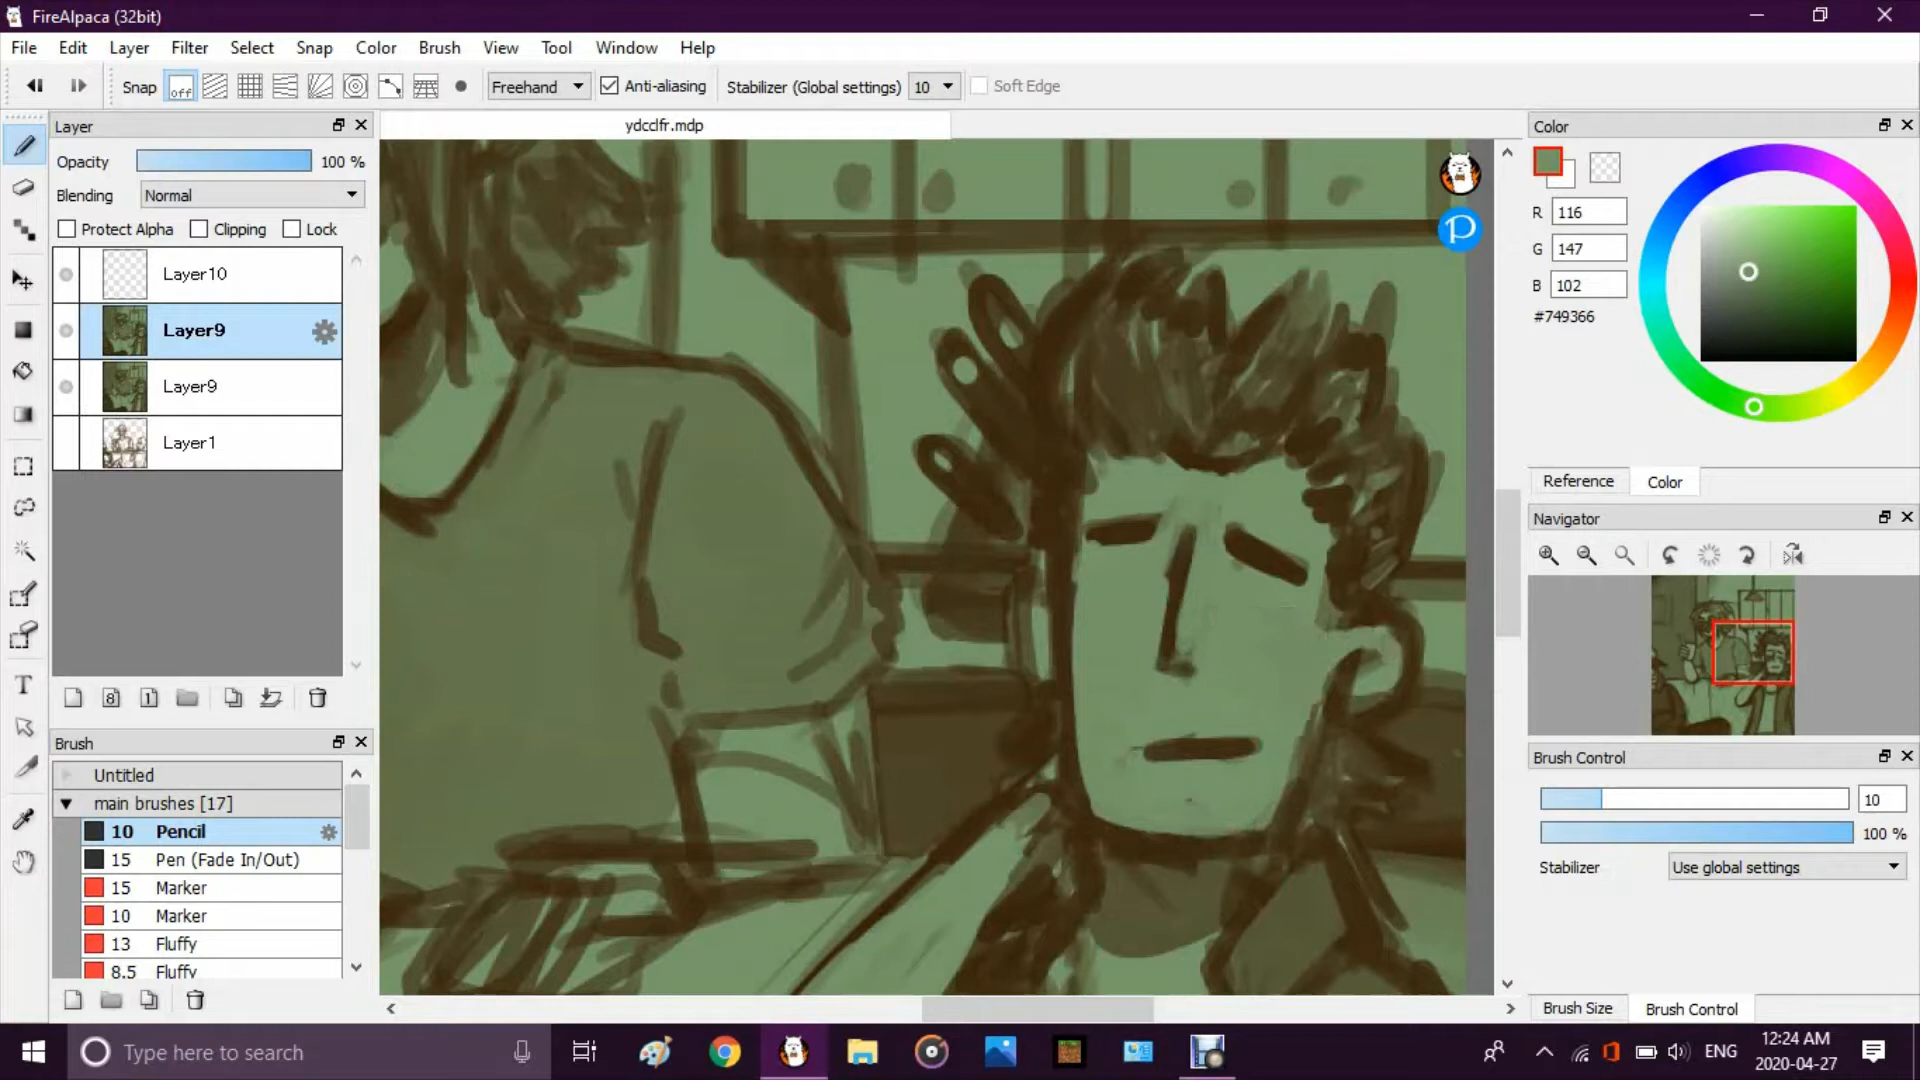 FireAlpaca (32bit)
File Edit Layer Filter Select Snap Color Brush View Tool Window Help
Snap off Freehand Anti-aliasing Stabilizer (Global settings) 10 Soft Edge
Layer
ydcclfr.mdp
Color
Opacity 100 %
Blending Normal
Protect Alpha Clipping Lock
R 116
G 147
B 102
#749366
Layer10
Layer9
Layer9
Layer1
Reference Color
Navigator
8 1
T
Brush
Untitled
main brushes [17]
10 Pencil
15 Pen (Fade In/Out)
15 Marker
10 Marker
13 Fluffy
8.5 Fluffy
P
Brush Control
10
100 %
Stabilizer Use global settings
Brush Size Brush Control
Type here to search
ENG
12:24 AM
2020-04-27